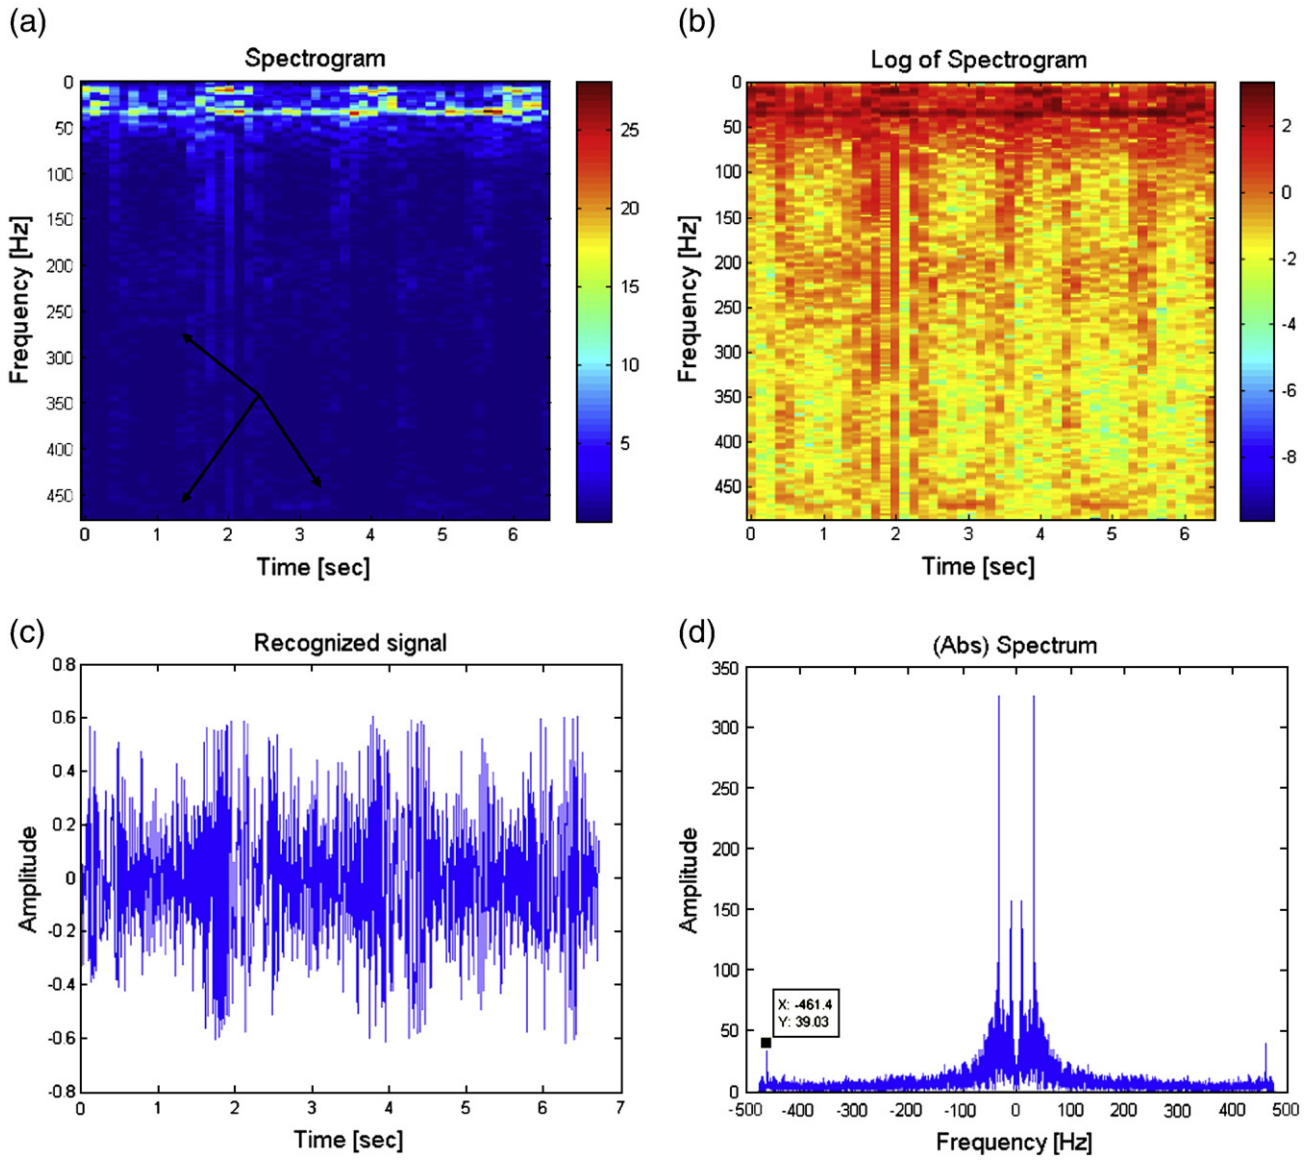 (a)
Spectrogram
0
50
100
150
200
250
300
350
400
450
Frequency [Hz]
0 1 2 3 4 5 6
Time [sec]
25
20
15
10
5
(b)
Log of Spectrogram
0
50
100
150
200
250
300
350
400
450
Frequency [Hz]
0 1 2 3 4 5 6
Time [sec]
2
0
-2
-4
-6
-8
(c)
Recognized signal
0.8
0.6
0.4
0.2
0
-0.2
-0.4
-0.6
-0.8
Amplitude
0 1 2 3 4 5 6 7
Time [sec]
(d)
(Abs) Spectrum
350
300
250
200
150
100
50
0
Amplitude
X: -461.4
Y: 39.03
-500 -400 -300 -200 -100 0 100 200 300 400 500
Frequency [Hz]